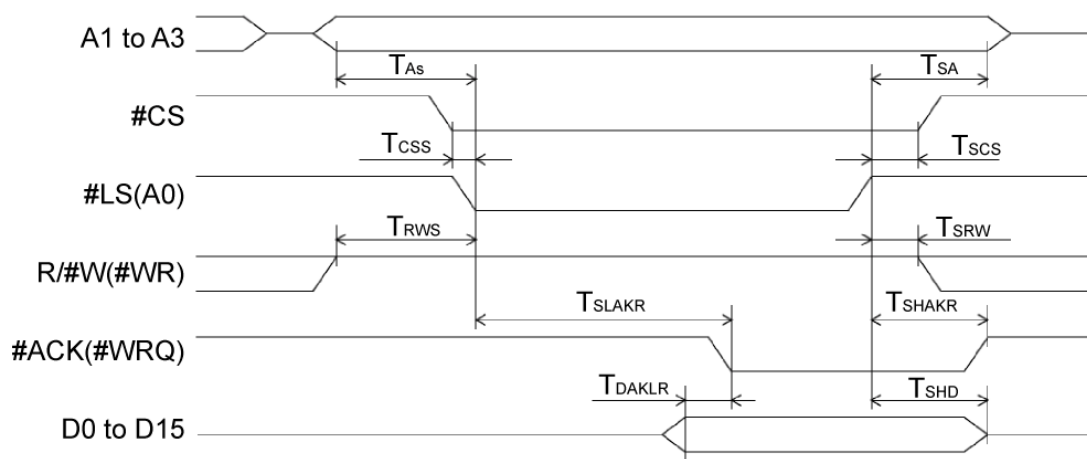 A1 to A3
TAs
TSA
#CS
TCSS
TSCS
#LS(A0)
TRWS
TSRW
R/#W(#WR)
TSLAKR
TSHAKR
#ACK(#WRQ)
TDAKLR
TSHD
D0 to D15